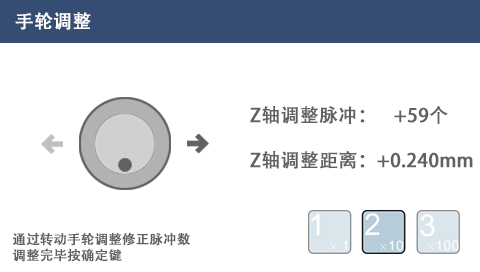 手轮调整
Z轴调整脉冲： +59个
Z轴调整距离：+0.240mm
1 ×1
2 ×10
3 ×100
通过转动手轮调整修正脉冲数
调整完毕按确定键